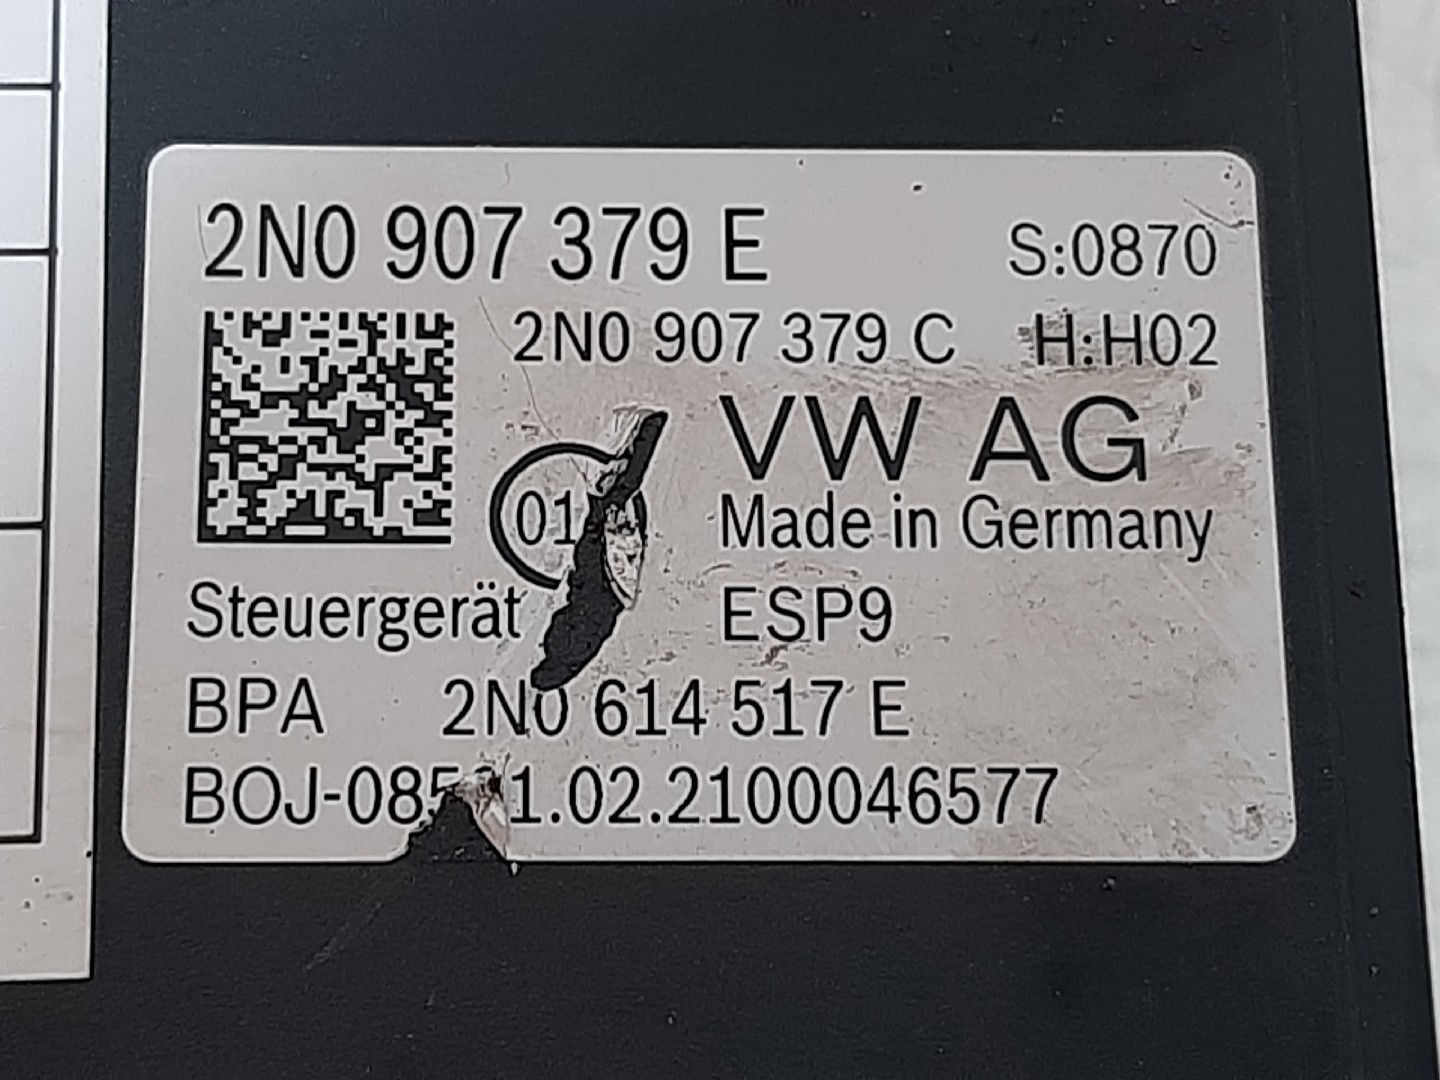 2N0 907 379 E S:0870
2N0 907 379 C H:H02
VW AG
01
Made in Germany
Steuergerät ESP9
BPA 2N0 614 517 E